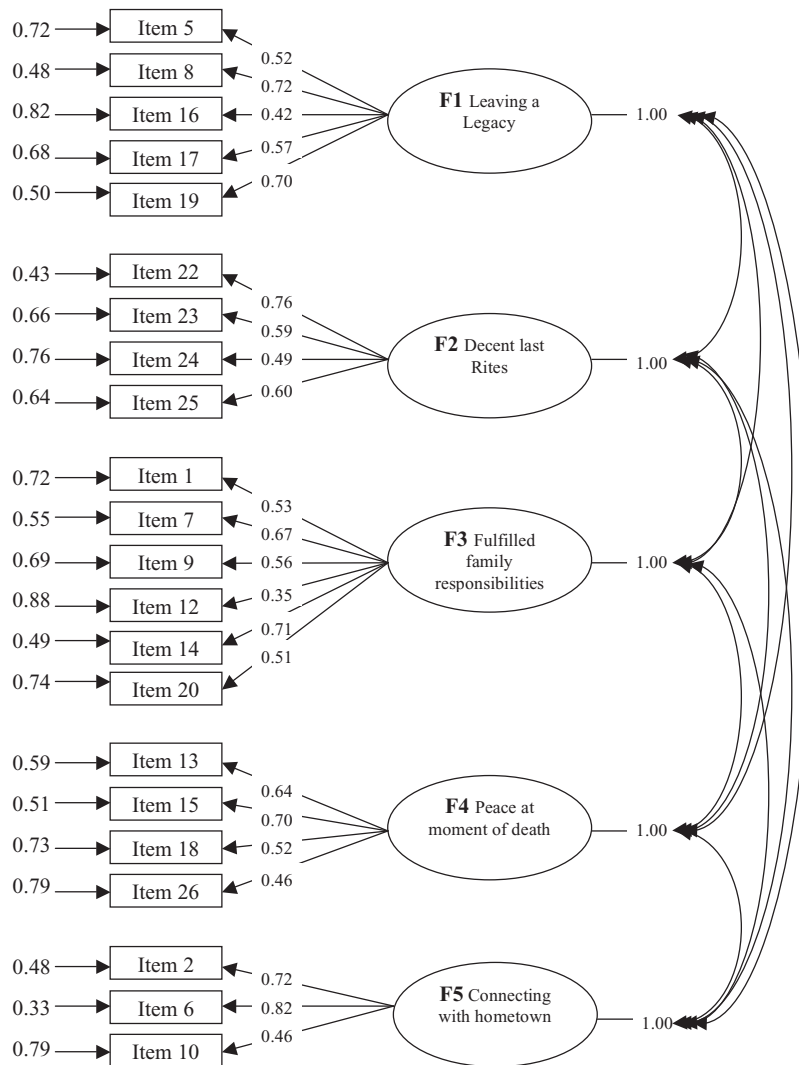 0.72 Item 5 0.52
0.48 Item 8 0.72
0.82 Item 16 0.42
0.68 Item 17 0.57
0.50 Item 19 0.70
F1 Leaving a
Legacy
1.00
0.43 Item 22 0.76
0.66 Item 23 0.59
0.76 Item 24 0.49
0.64 Item 25 0.60
F2 Decent last
Rites
1.00
0.72 Item 1 0.53
0.55 Item 7 0.67
0.69 Item 9 0.56
0.88 Item 12 0.35
0.49 Item 14 0.71
0.74 Item 20 0.51
F3 Fulfilled
family
responsibilities
1.00
0.59 Item 13 0.64
0.51 Item 15 0.70
0.73 Item 18 0.52
0.79 Item 26 0.46
F4 Peace at
moment of death
1.00
0.48 Item 2 0.72
0.33 Item 6 0.82
0.79 Item 10 0.46
F5 Connecting
with hometown
1.00